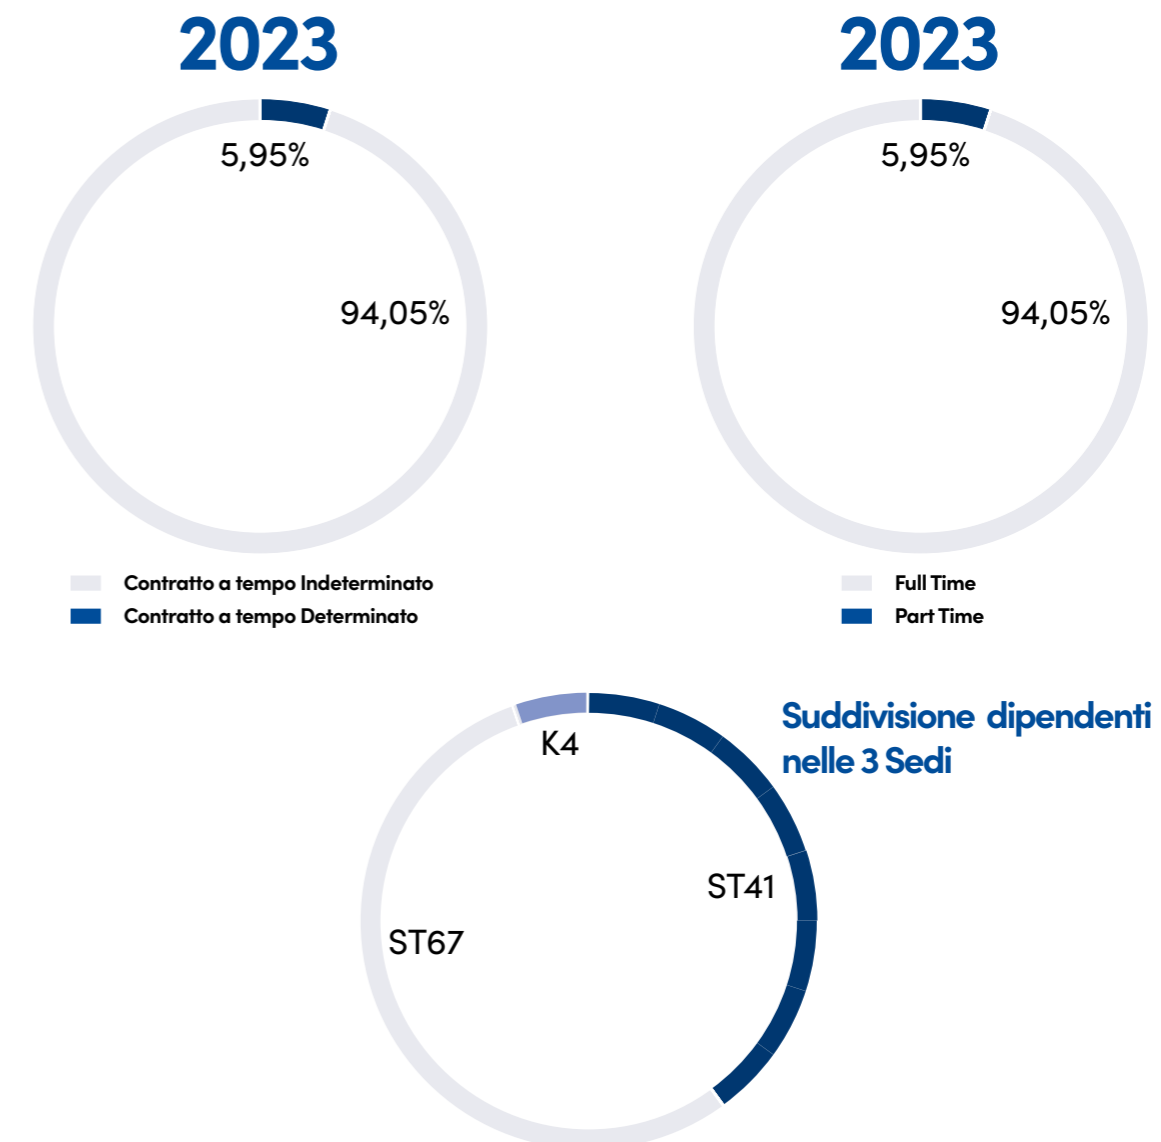 2023
5,95%
94,05%
Contratto a tempo Indeterminato
Contratto a tempo Determinato
2023
5,95%
94,05%
Full Time
Part Time
Suddivisione dipendenti
nelle 3 Sedi
K4
ST41
ST67